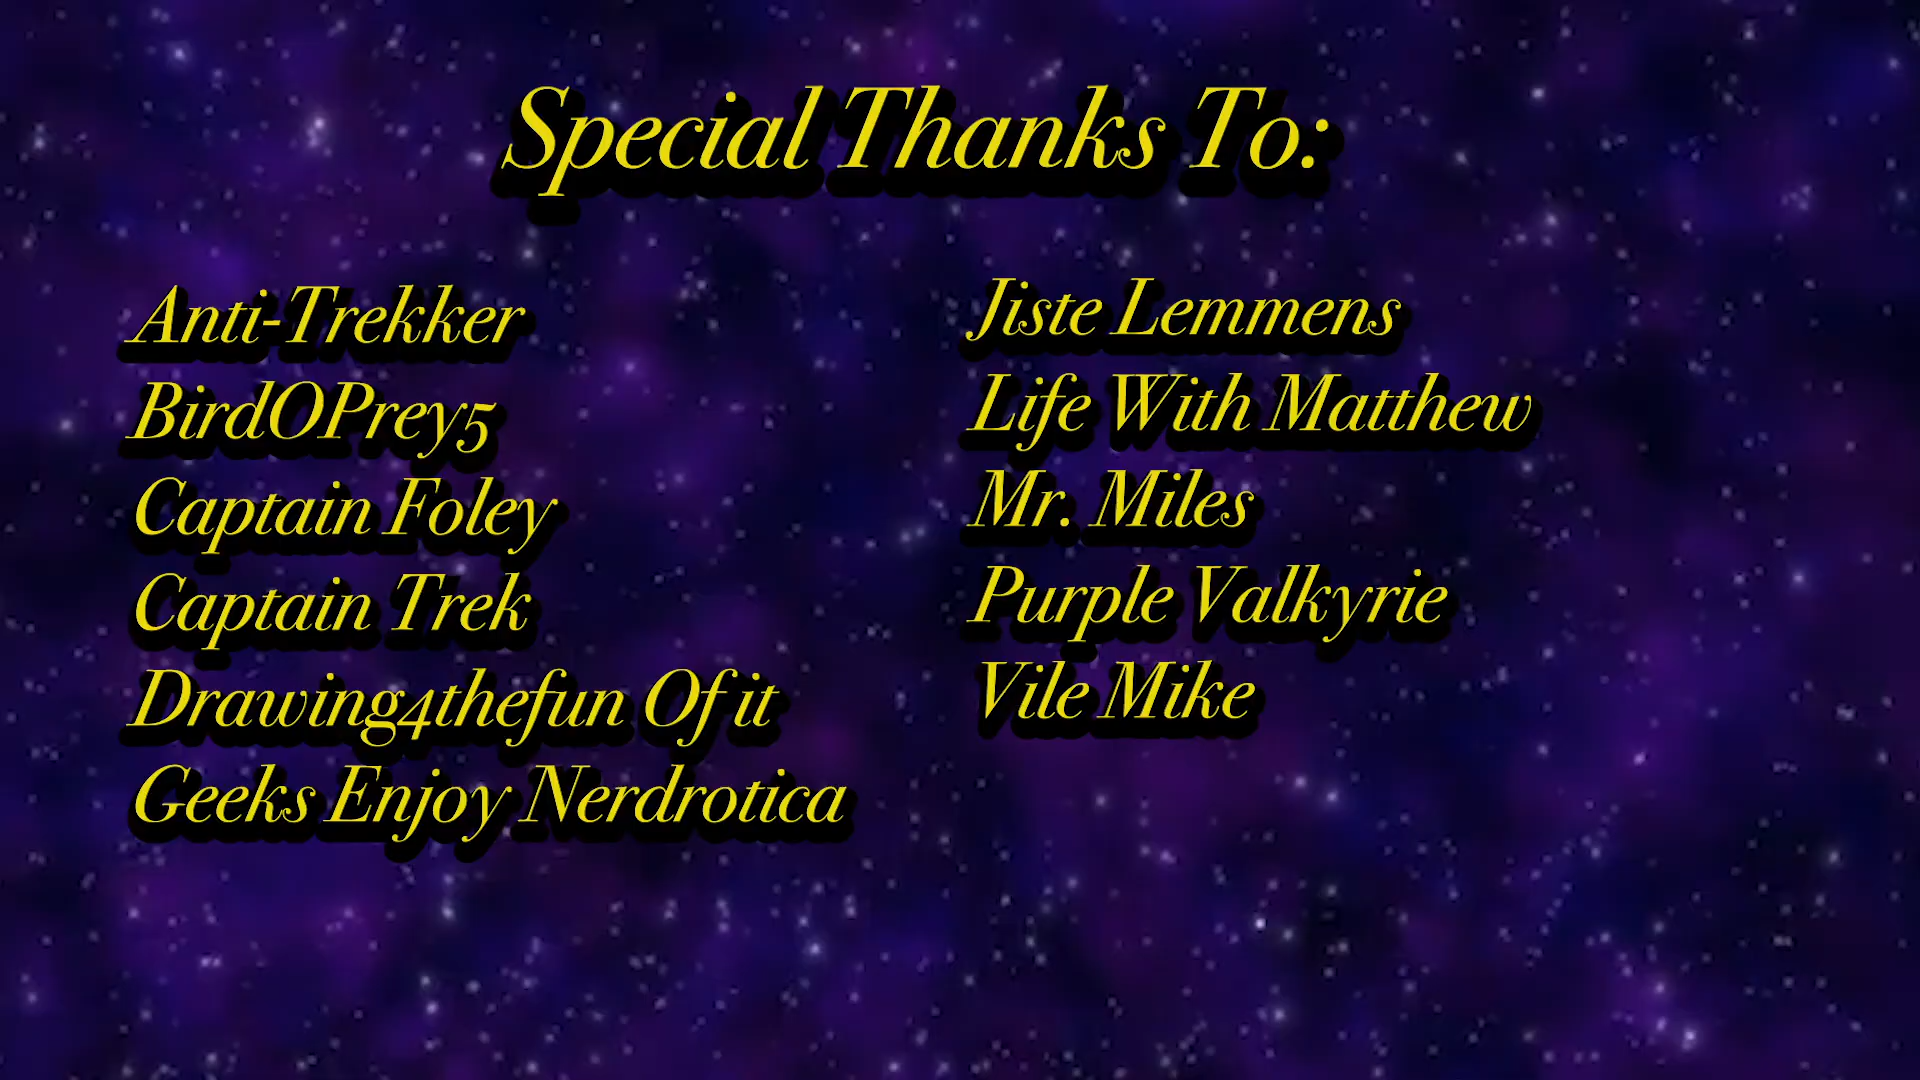 Special Thanks To:
Anti-Trekker
BirdOPrey5
Captain Foley
Captain Trek
Drawing4thefun Of it
Geeks Enjoy Nerdrotica
Jiste Lemmens
Life With Matthew
Mr. Miles
Purple Valkyrie
Vile Mike